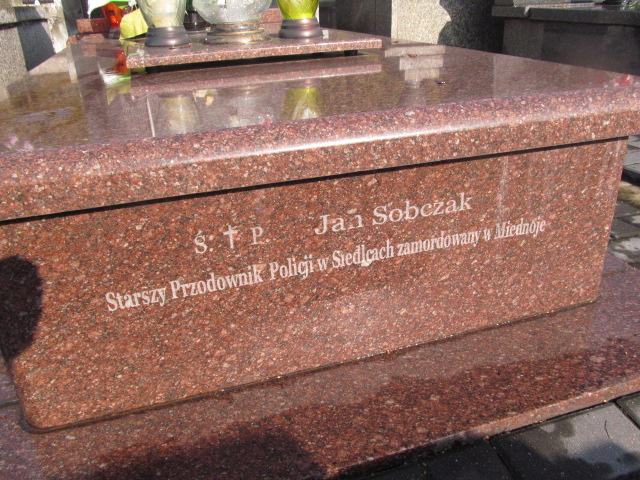 Ś. † P. Jan Sobczak
Starszy Przodownik Policji w Siedlcach zamordowany w Miednoje